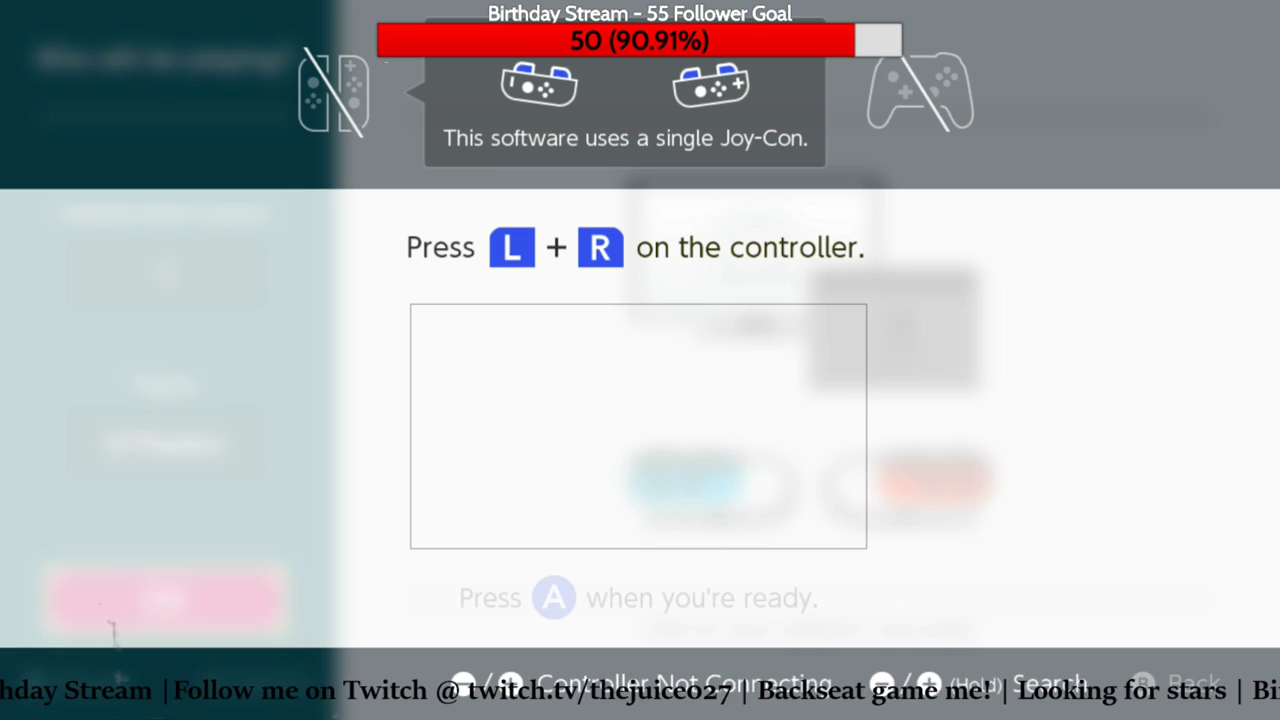 Birthday Stream - 55 Follower Goal
50 (90.91%)
This software uses a single Joy-Con.
Press L + R on the controller.
Press A when you're ready.
/ Controller Not Connecting / (Hold) Search B Back
hday Stream | Follow me on Twitch @ twitch.tv/thejuice027 | Backseat game me! | Looking for stars | Bi